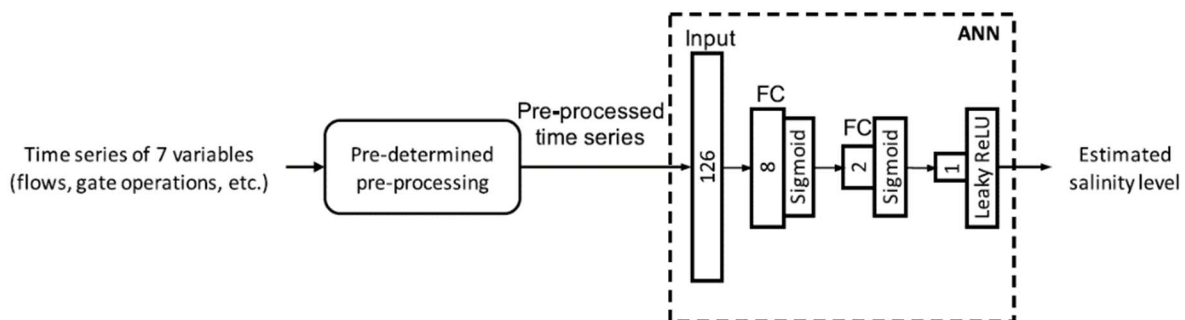 Time series of 7 variables
(flows, gate operations, etc.)
Pre-determined
pre-processing
Pre-processed
time series
ANN
Input
126
FC
8
Sigmoid
FC
2
Sigmoid
1
Leaky ReLU
Estimated
salinity level